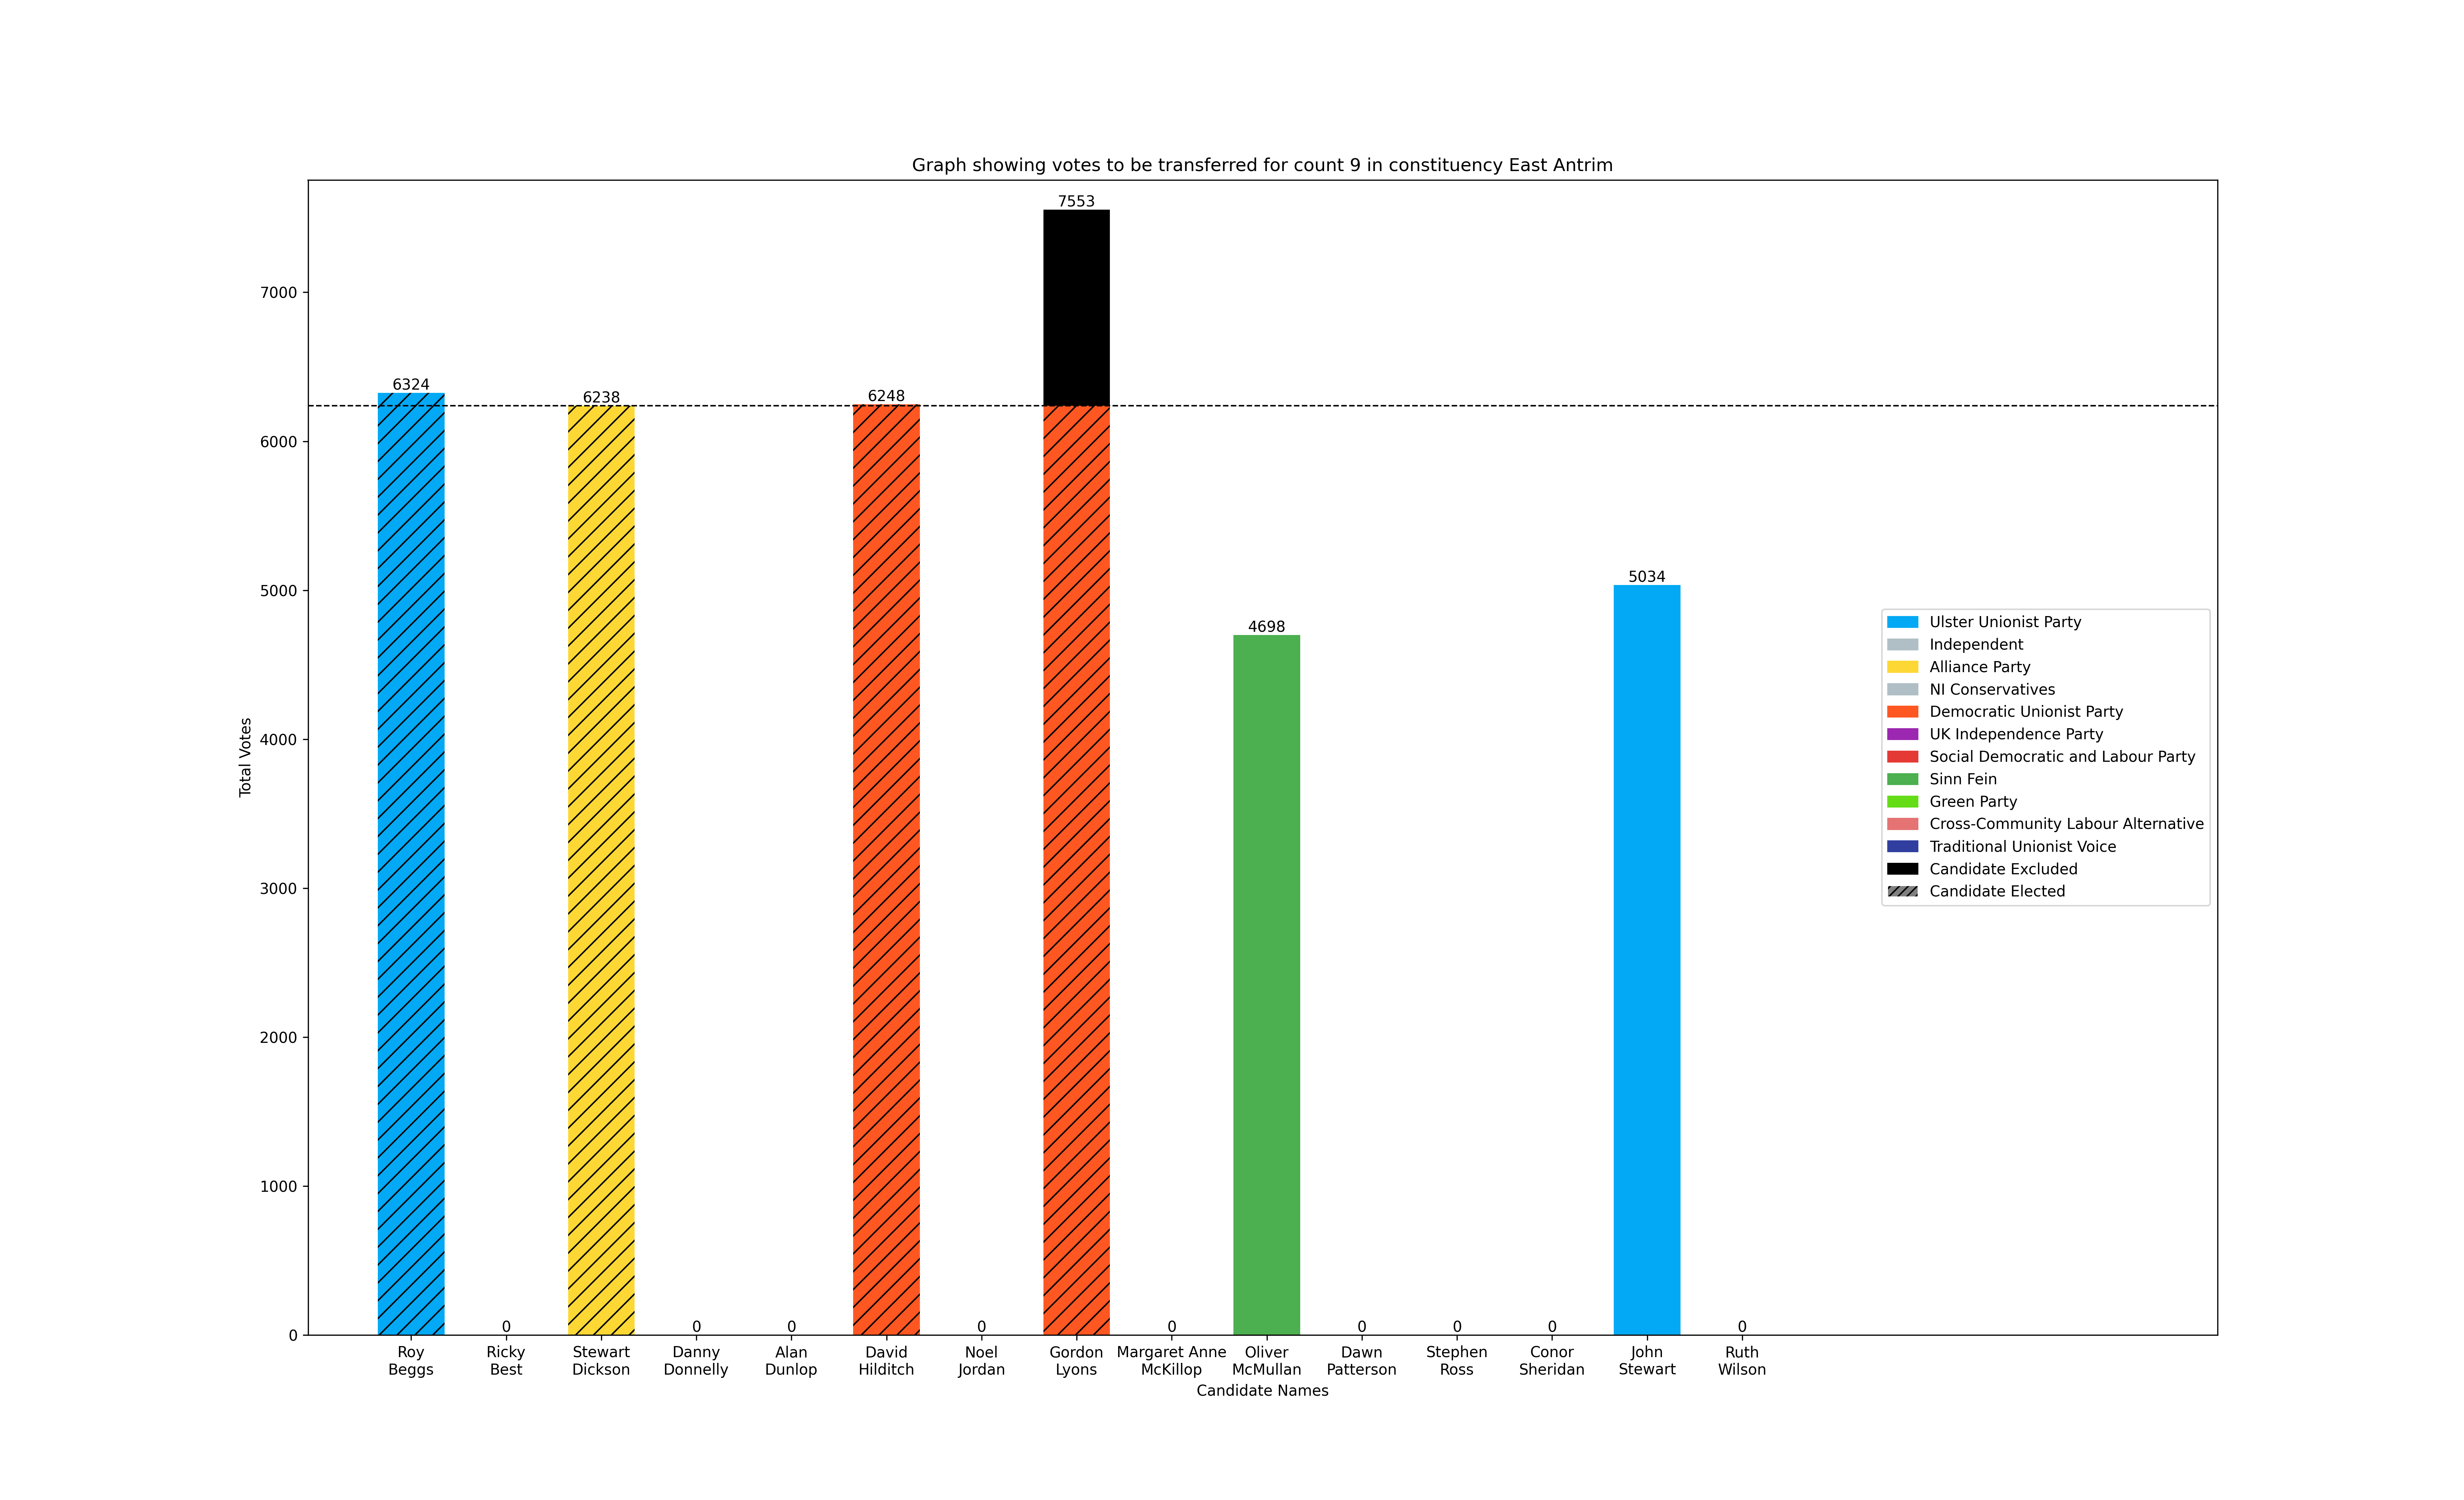 Graph showing votes to be transferred for count 9 in constituency East Antrim
7553
7000
6324
6238
6248
6000
5034
5000
4698
Ulster Unionist Party
Independent
Alliance Party
NI Conservatives
Democratic Unionist Party
UK Independence Party
Social Democratic and Labour Party
Sinn Fein
Green Party
Cross-Community Labour Alternative
Traditional Unionist Voice
Candidate Excluded
Candidate Elected
Total Votes
4000
3000
2000
1000
0
0 0 0 0 0 0 0 0 0
Roy Beggs
Ricky Best
Stewart Dickson
Danny Donnelly
Alan Dunlop
David Hilditch
Noel Jordan
Gordon Lyons
Margaret Anne McKillop
Oliver McMullan
Dawn Patterson
Stephen Ross
Conor Sheridan
John Stewart
Ruth Wilson
Candidate Names